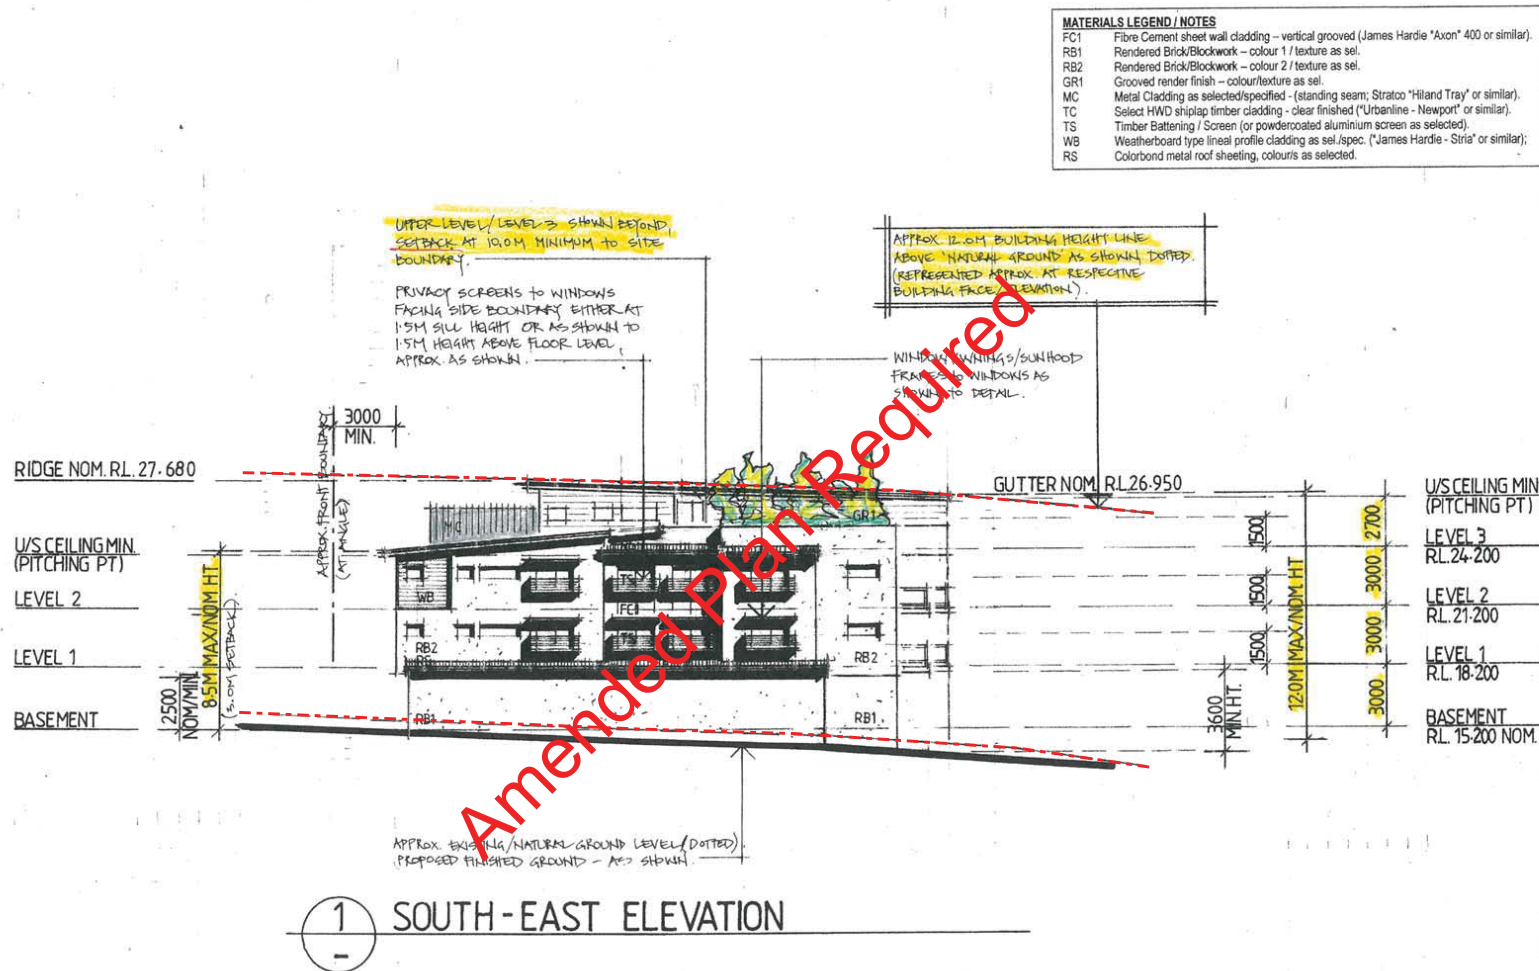 MATERIALS LEGEND / NOTES
FC1 Fibre Cement sheet wall cladding – vertical grooved (James Hardie "Axon" 400 or similar).
RB1 Rendered Brick/Blockwork – colour 1 / texture as sel.
RB2 Rendered Brick/Blockwork – colour 2 / texture as sel.
GR1 Grooved render finish – colour/texture as sel.
MC Metal Cladding as selected/specified - (standing seam; Stratco "Hiland Tray" or similar).
TC Select HWD shiplap timber cladding - clear finished ("Urbanline - Newport" or similar).
TS Timber Battening / Screen (or powdercoated aluminium screen as selected).
WB Weatherboard type lineal profile cladding as sel./spec. ("James Hardie - Stria" or similar);
RS Colorbond metal roof sheeting, colour/s as selected.
UPPER LEVEL/ LEVEL 3 SHOWN BEYOND,
SETBACK AT 10.0M MINIMUM TO SIDE
BOUNDARY.
PRIVACY SCREENS TO WINDOWS
FACING SIDE BOUNDARY EITHER AT
1.5M SILL HEIGHT OR AS SHOWN TO
1.5M HEIGHT ABOVE FLOOR LEVEL,
APPROX. AS SHOWN.
APPROX. 12.0M BUILDING HEIGHT LINE
ABOVE 'NATURAL GROUND' AS SHOWN DOTTED.
(REPRESENTED APPROX. AT RESPECTIVE
BUILDING FACE/ELEVATION).
WINDOW AWNINGS/SUNHOOD
FRAMES TO WINDOWS AS
SHOWN TO DETAIL.
3000
MIN.
APPROX. FRONT BOUNDARY
(AT ANGLE)
RIDGE NOM. R.L. 27.680
U/S CEILING MIN.
(PITCHING PT)
LEVEL 2
LEVEL 1
BASEMENT
2500
NOM/MIN.
8.5M MAX/NOM HT.
(3.0M SETBACK)
MC
GR1
WB
TS
FC1
TS
RB2
RS
RB2
RB1
RB1
GUTTER NOM. R.L.26.950
1500
1500
1500
3600
MIN.HT.
12.0M MAX/NOM. HT
2700
3000
3000
3000
U/S CEILING MIN
(PITCHING PT)
LEVEL 3
R.L. 24.200
LEVEL 2
R.L. 21.200
LEVEL 1
R.L. 18.200
BASEMENT
R.L. 15.200 NOM.
Amended Plan Required
APPROX. EXISTING/NATURAL GROUND LEVEL (DOTTED)
PROPOSED FINISHED GROUND - AS SHOWN.
1
SOUTH-EAST ELEVATION